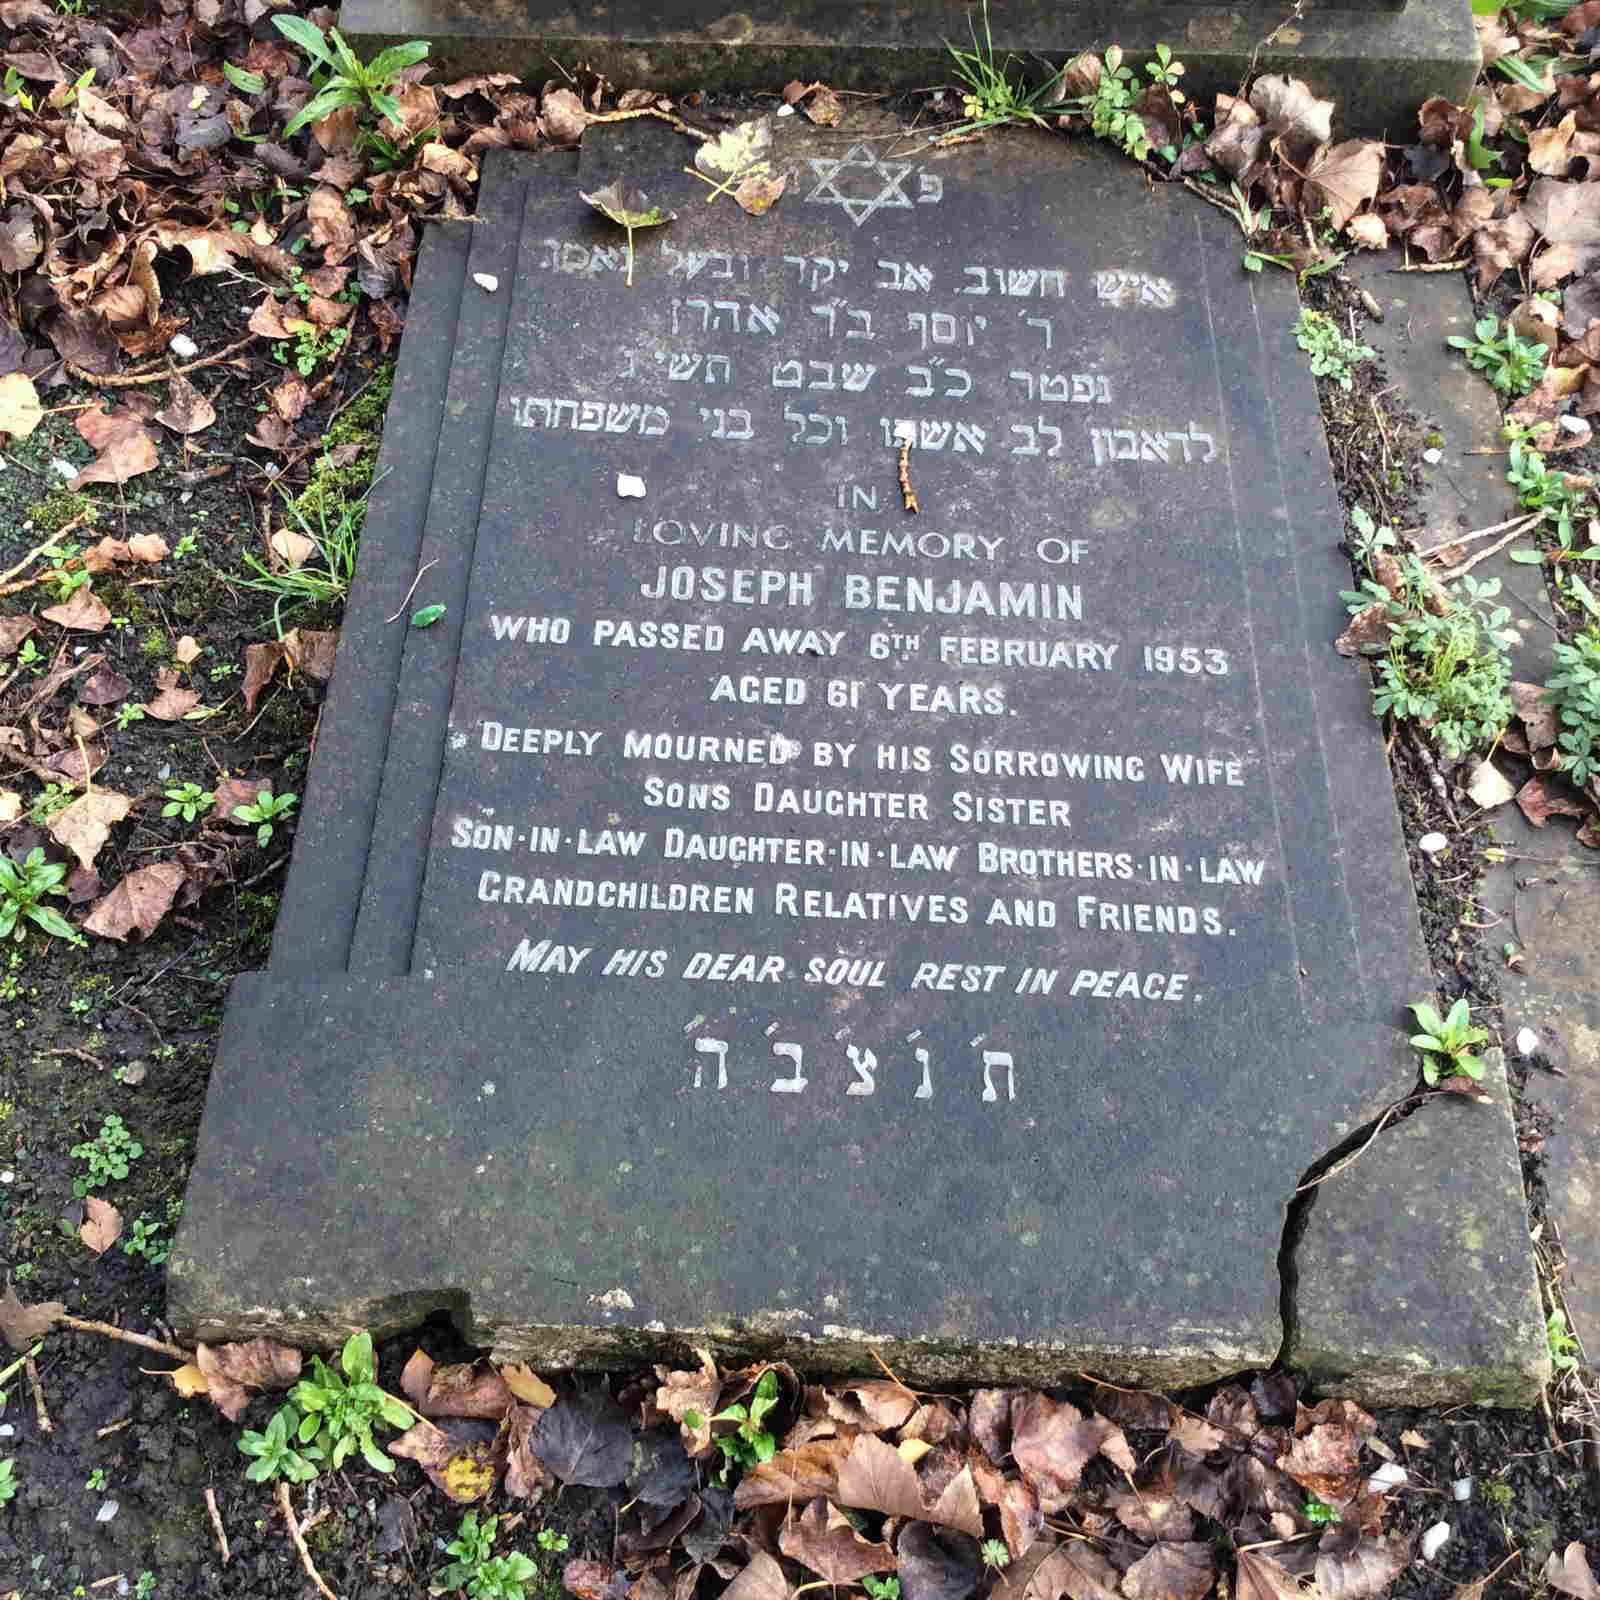 פ
איש חשוב אב יקר ובעל נאמן
ר׳ יוסף ב״ר אהרן
נפטר כ״ב שבט תשי״ג
לדאבון לב אשתו וכל בני משפחתו
IN
LOVING MEMORY OF
JOSEPH BENJAMIN
WHO PASSED AWAY 6TH FEBRUARY 1953
AGED 61 YEARS.
DEEPLY MOURNED BY HIS SORROWING WIFE
SONS DAUGHTER SISTER
SON·IN·LAW DAUGHTER·IN·LAW BROTHERS·IN·LAW
GRANDCHILDREN RELATIVES AND FRIENDS.
MAY HIS DEAR SOUL REST IN PEACE.
ת׳ נ׳ צ׳ ב׳ ה׳